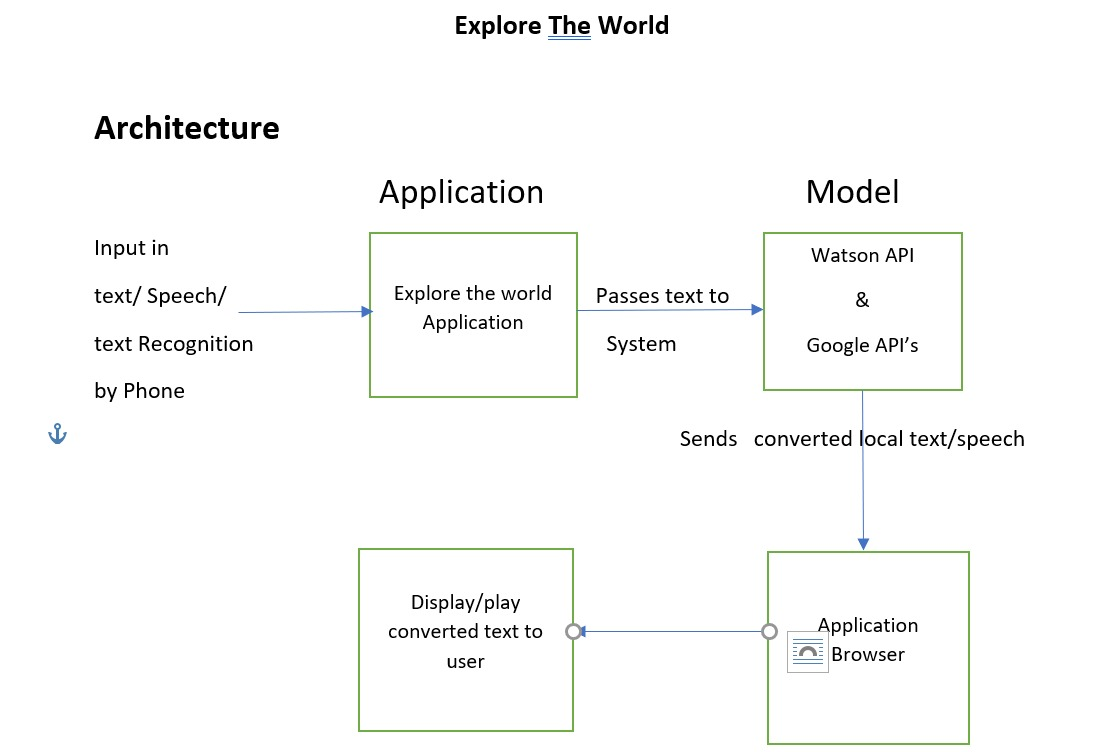 Explore The World
Architecture
Application
Model
Input in
text/ Speech/
text Recognition
by Phone
Explore the world
Application
Passes text to
System
Watson API
&
Google API’s
Sends converted local text/speech
Display/play
converted text to
user
Application
Browser